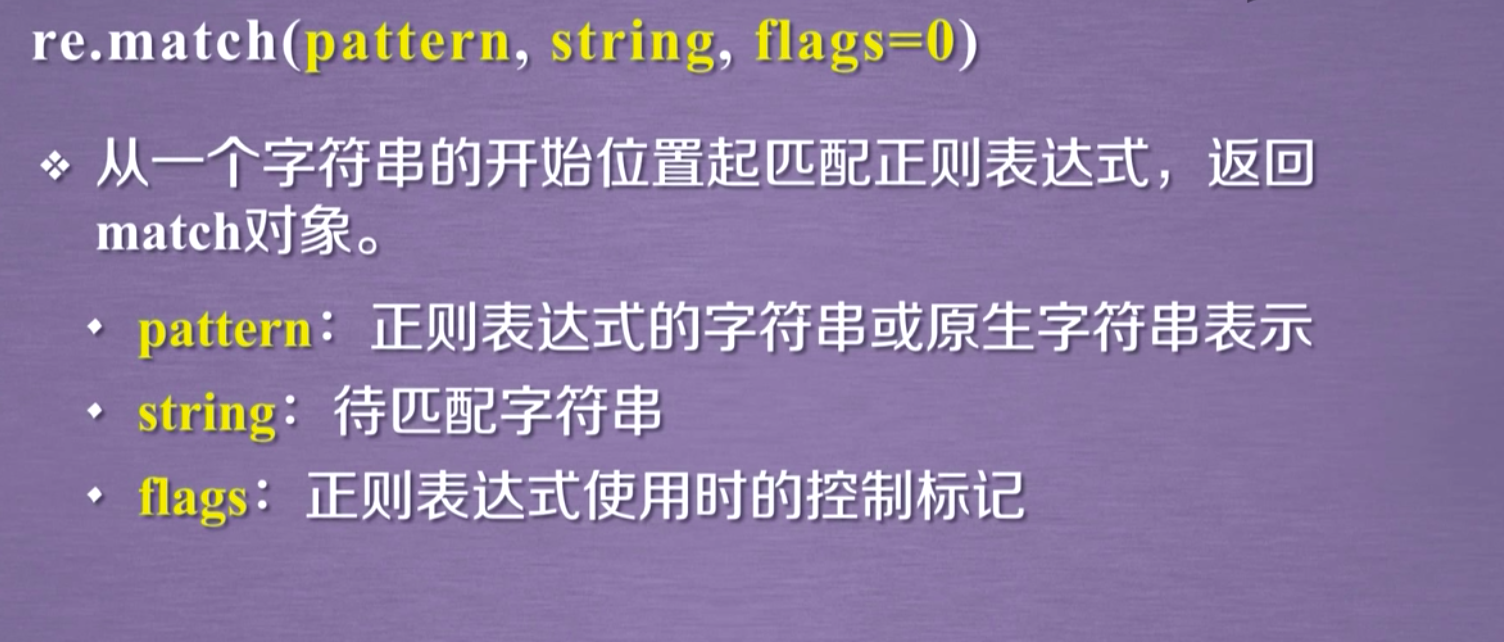 re.match(pattern, string, flags=0)
❖ 从一个字符串的开始位置起匹配正则表达式，返回
match对象。
• pattern：正则表达式的字符串或原生字符串表示
• string：待匹配字符串
• flags：正则表达式使用时的控制标记